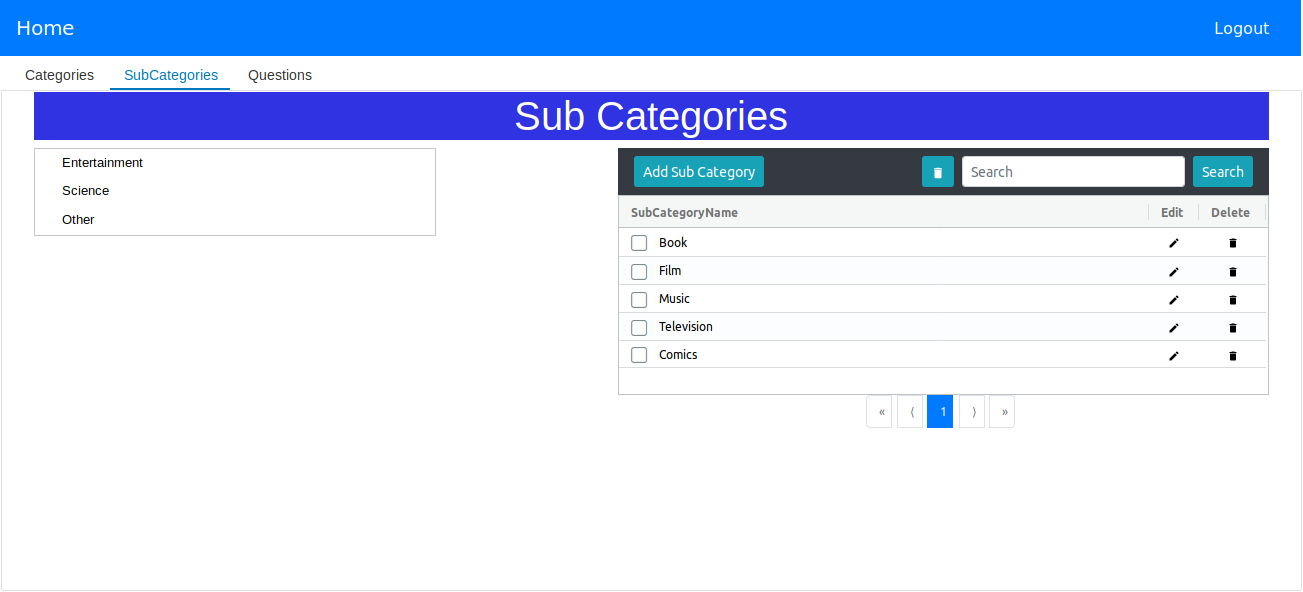 Home Logout
Categories SubCategories Questions
Sub Categories
Entertainment
Science
Other
Add Sub Category Search Search
SubCategoryName Edit Delete
Book
Film
Music
Television
Comics
« ⟨ 1 ⟩ »